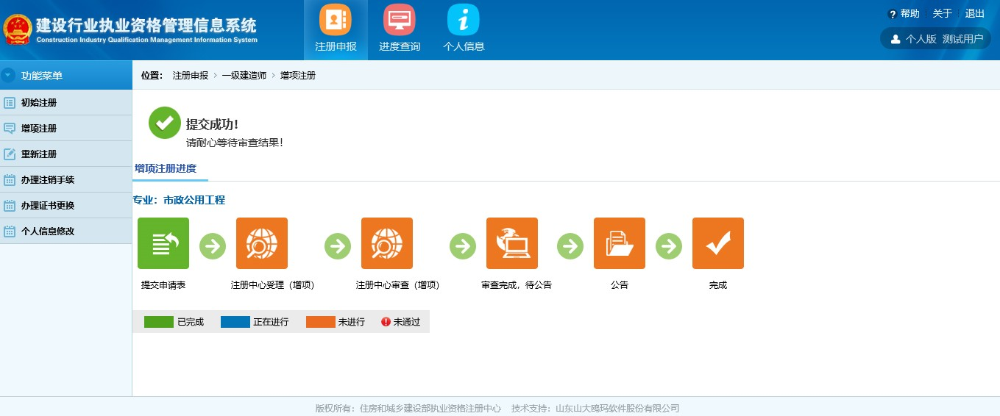 建设行业执业资格管理信息系统
Construction Industry Qualification Management Information System
注册申报 进度查询 个人信息
? 帮助 关于 退出
个人版 测试用户
功能菜单
初始注册
增项注册
重新注册
办理注销手续
办理证书更换
个人信息修改
位置： 注册申报 › 一级建造师 › 增项注册
提交成功!
请耐心等待审查结果!
增项注册进度
专业：市政公用工程
提交申请表 注册中心受理（增项） 注册中心审查（增项） 审查完成，待公告 公告 完成
已完成 正在进行 未进行 未通过
版权所有：住房和城乡建设部执业资格注册中心 技术支持：山东山大鸥玛软件股份有限公司